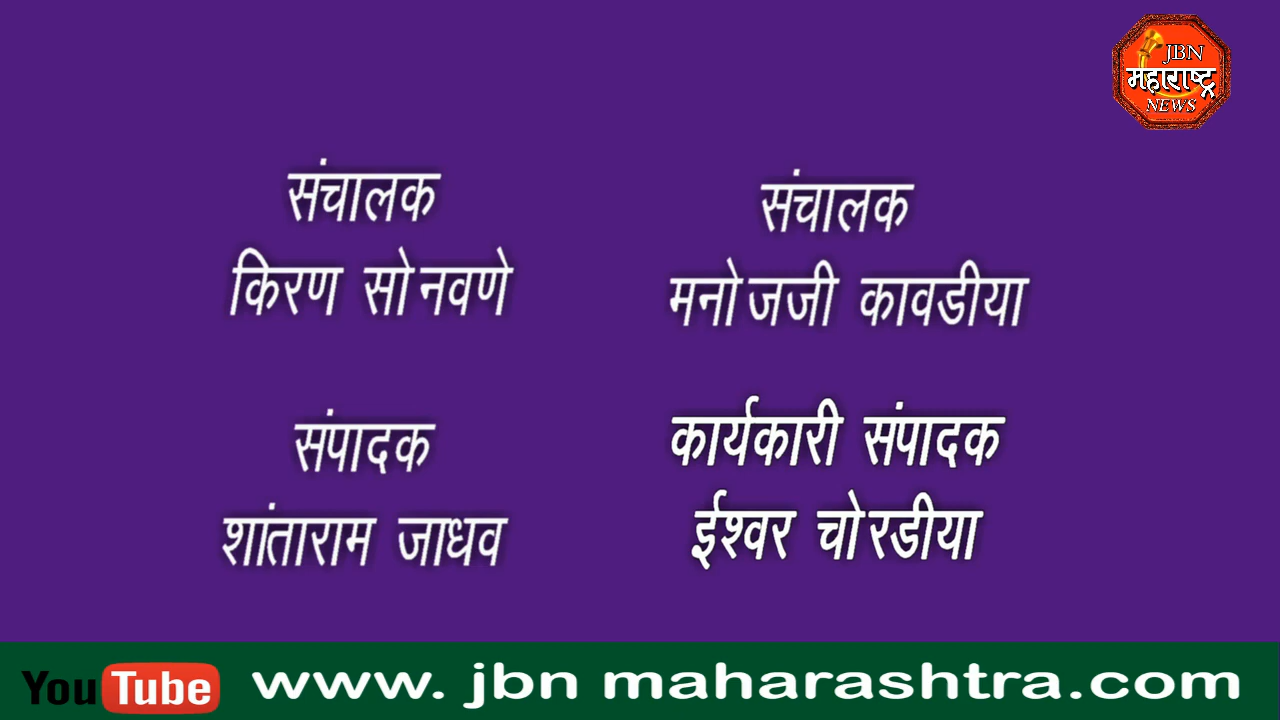 JBN
महाराष्ट्र
NEWS
संचालक
किरण सोनवणे
संचालक
मनोजजी कावडीया
संपादक
शांताराम जाधव
कार्यकारी संपादक
ईश्वर चोरडीया
YouTube
www. jbn maharashtra.com